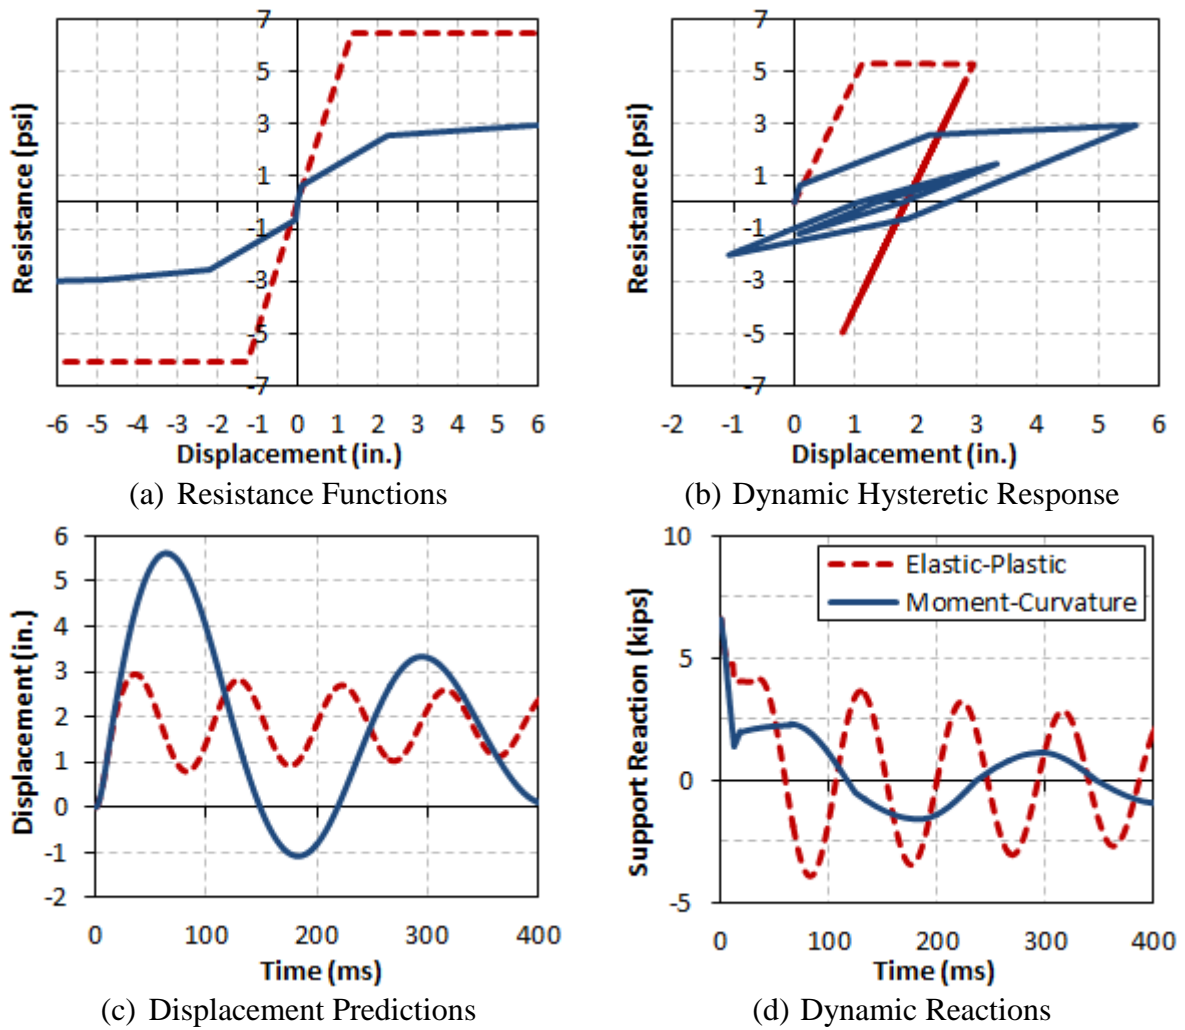 7
5
3
1
-1
-3
-5
-7
-6 -5 -4 -3 -2 -1 0 1 2 3 4 5 6
Resistance (psi)
Displacement (in.)
(a) Resistance Functions
7
5
3
1
-1
-3
-5
-7
-2 -1 0 1 2 3 4 5 6
Resistance (psi)
Displacement (in.)
(b) Dynamic Hysteretic Response
6
5
4
3
2
1
0
-1
-2
0 100 200 300 400
Displacement (in.)
Time (ms)
(c) Displacement Predictions
10
5
0
-5
Elastic-Plastic
Moment-Curvature
0 100 200 300 400
Support Reaction (kips)
Time (ms)
(d) Dynamic Reactions